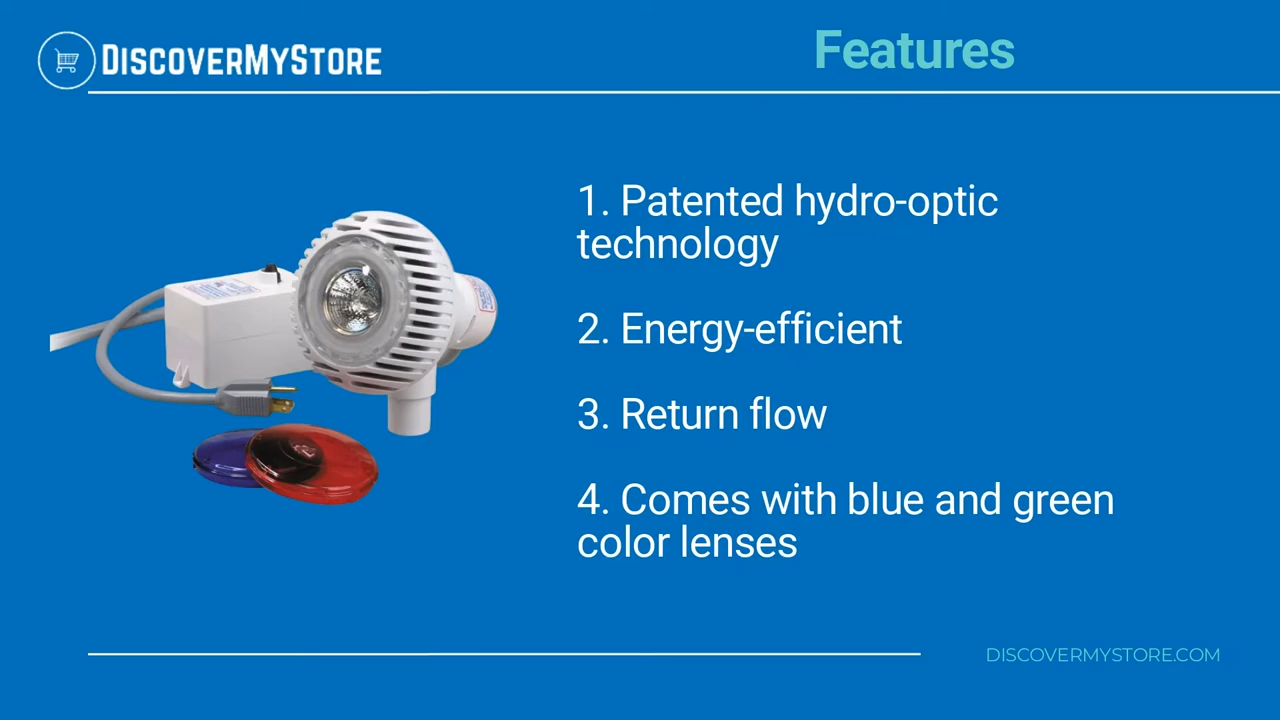 DISCOVERMYSTORE
Features
1. Patented hydro-optic
technology
2. Energy-efficient
3. Return flow
4. Comes with blue and green
color lenses
DISCOVERMYSTORE.COM